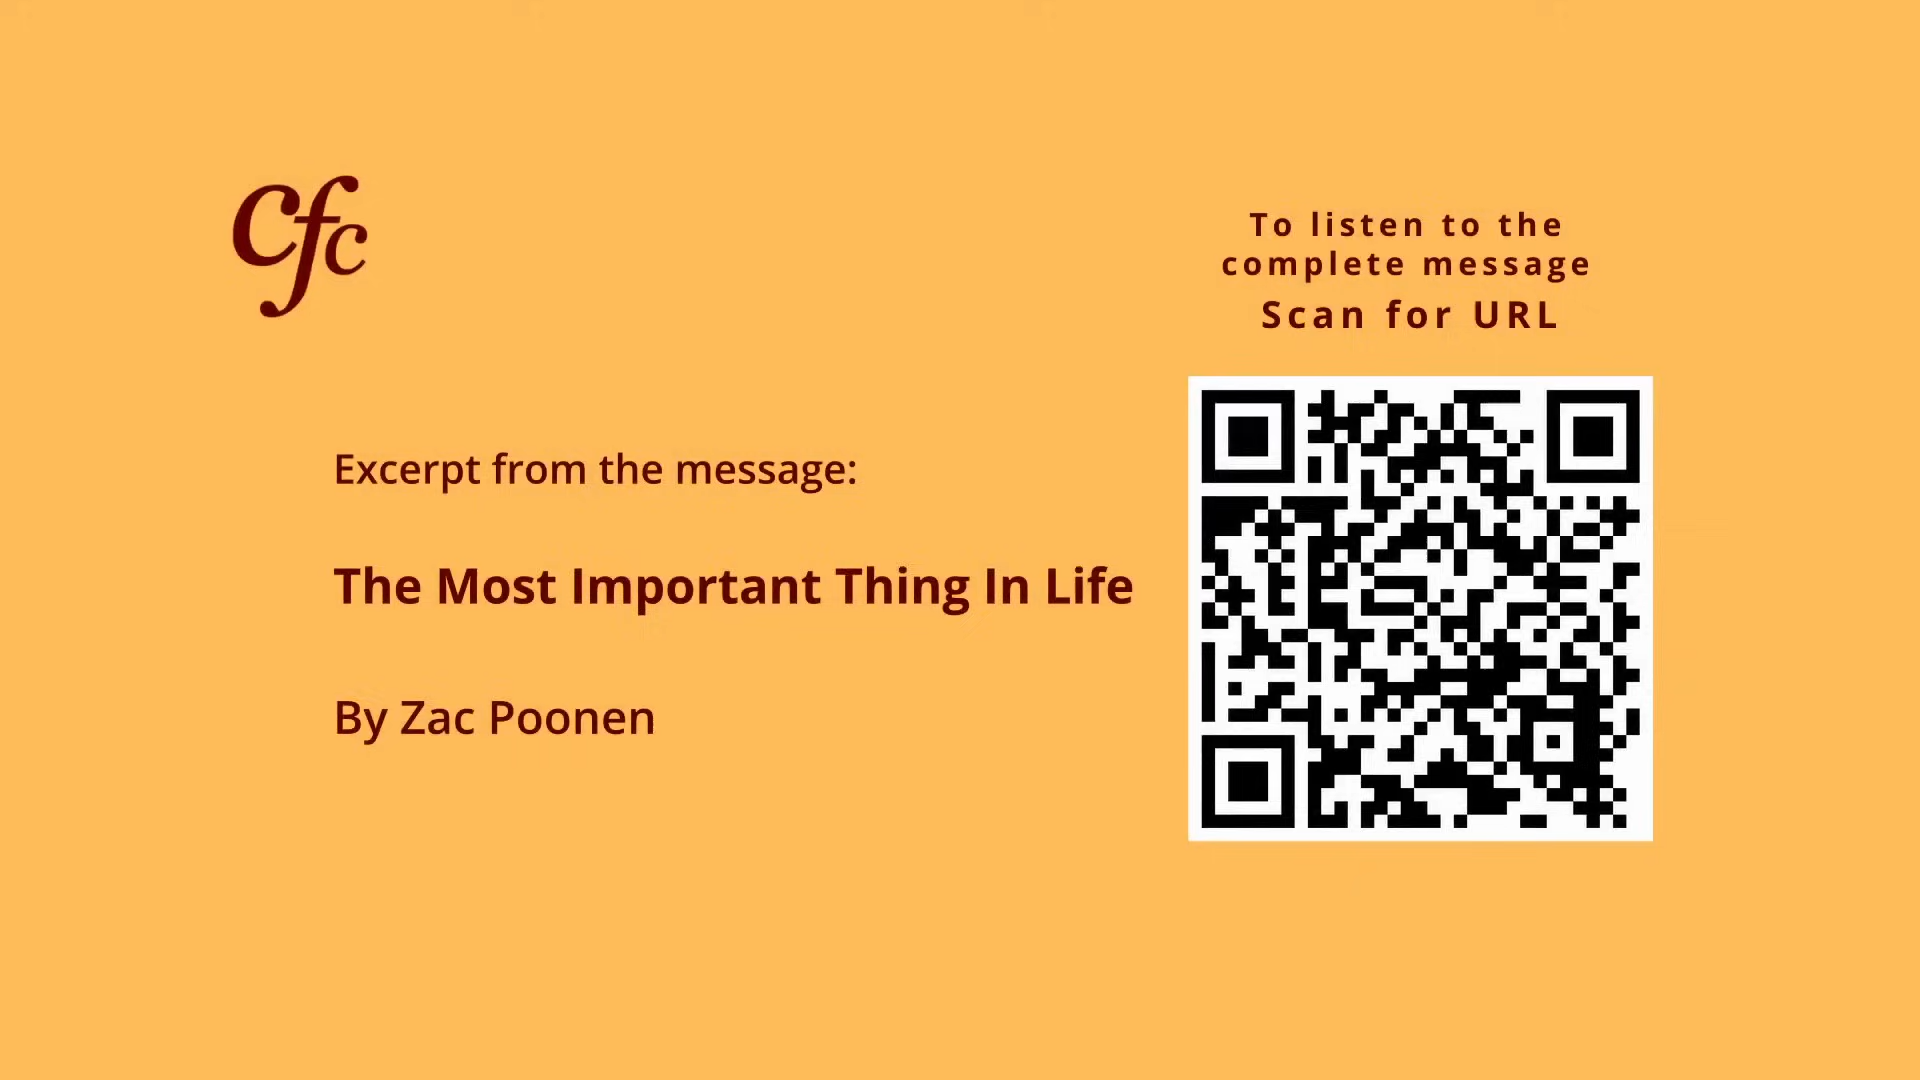 cfc
Excerpt from the message:
The Most Important Thing In Life
By Zac Poonen
To listen to the
complete message
Scan for URL